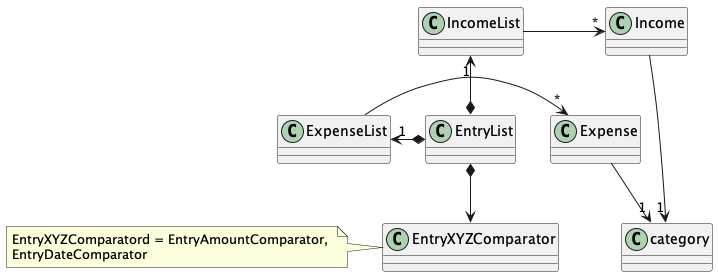 C IncomeList
C Income
1
*
C ExpenseList
1
C EntryList
*
C Expense
1
1
EntryXYZComparatord = EntryAmountComparator,
EntryDateComparator
C EntryXYZComparator
C category